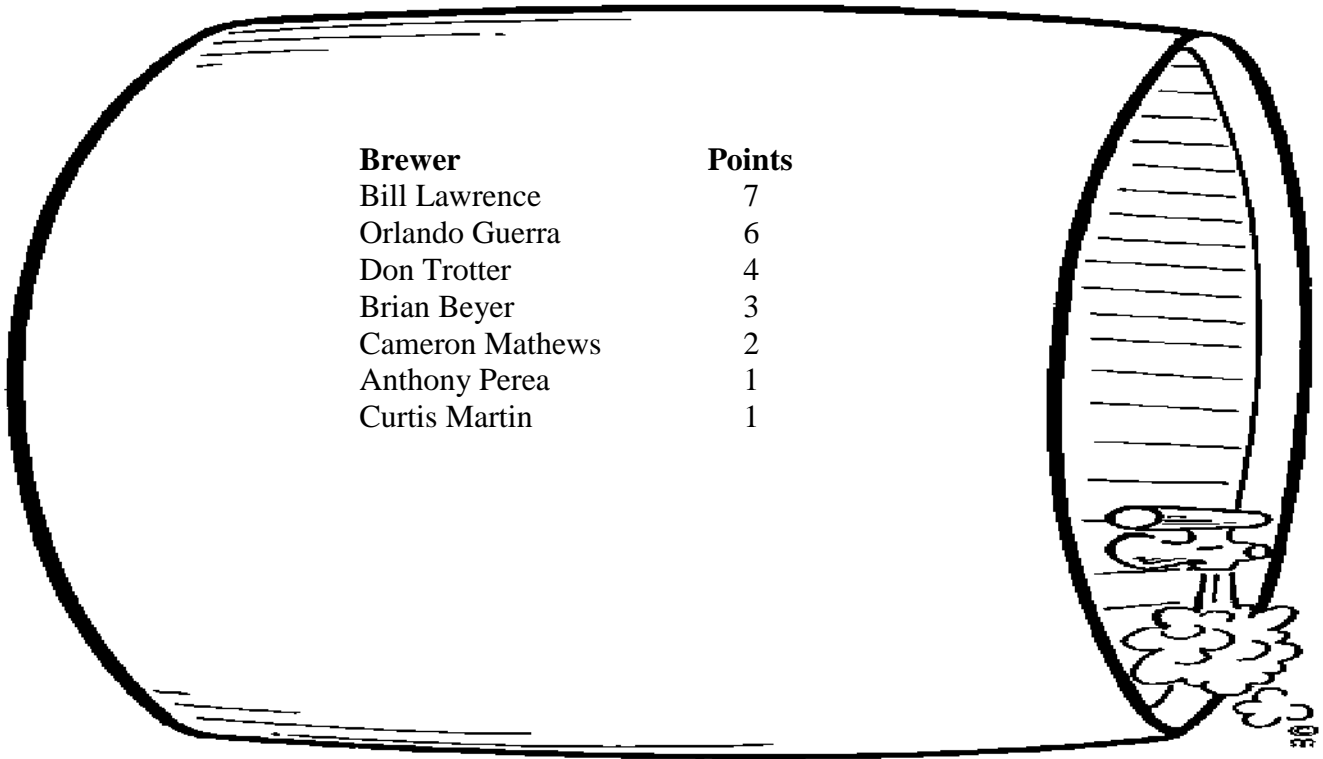 Brewer Points
Bill Lawrence 7
Orlando Guerra 6
Don Trotter 4
Brian Beyer 3
Cameron Mathews 2
Anthony Perea 1
Curtis Martin 1